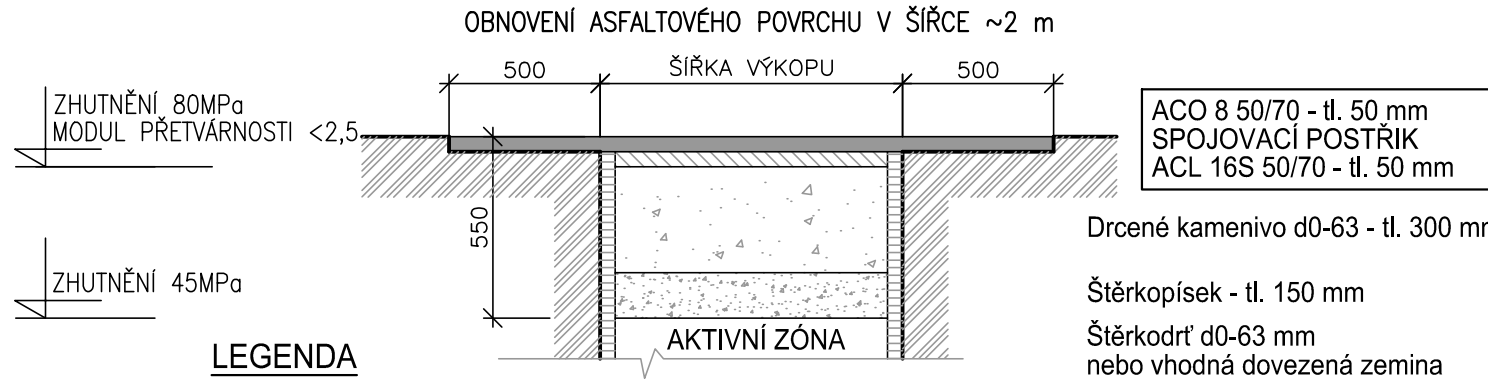 OBNOVENÍ ASFALTOVÉHO POVRCHU V ŠÍŘCE ~2 m
500
ŠÍŘKA VÝKOPU
500
ZHUTNĚNÍ 80MPa
MODUL PŘETVÁRNOSTI <2,5
ACO 8 50/70 - tl. 50 mm
SPOJOVACÍ POSTŘIK
ACL 16S 50/70 - tl. 50 mm
550
Drcené kamenivo d0-63 - tl. 300 mm
ZHUTNĚNÍ 45MPa
Štěrkopísek - tl. 150 mm
AKTIVNÍ ZÓNA
Štěrkodrť d0-63 mm
nebo vhodná dovezená zemina
LEGENDA